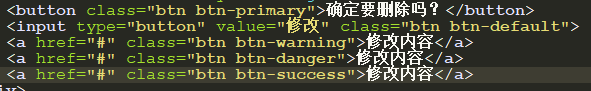 <button class="btn btn-primary">确定要删除吗？</button>
<input type="button" value="修改" class="btn btn-default">
<a href="#" class="btn btn-warning">修改内容</a>
<a href="#" class="btn btn-danger">修改内容</a>
<a href="#" class="btn btn-success">修改内容</a>